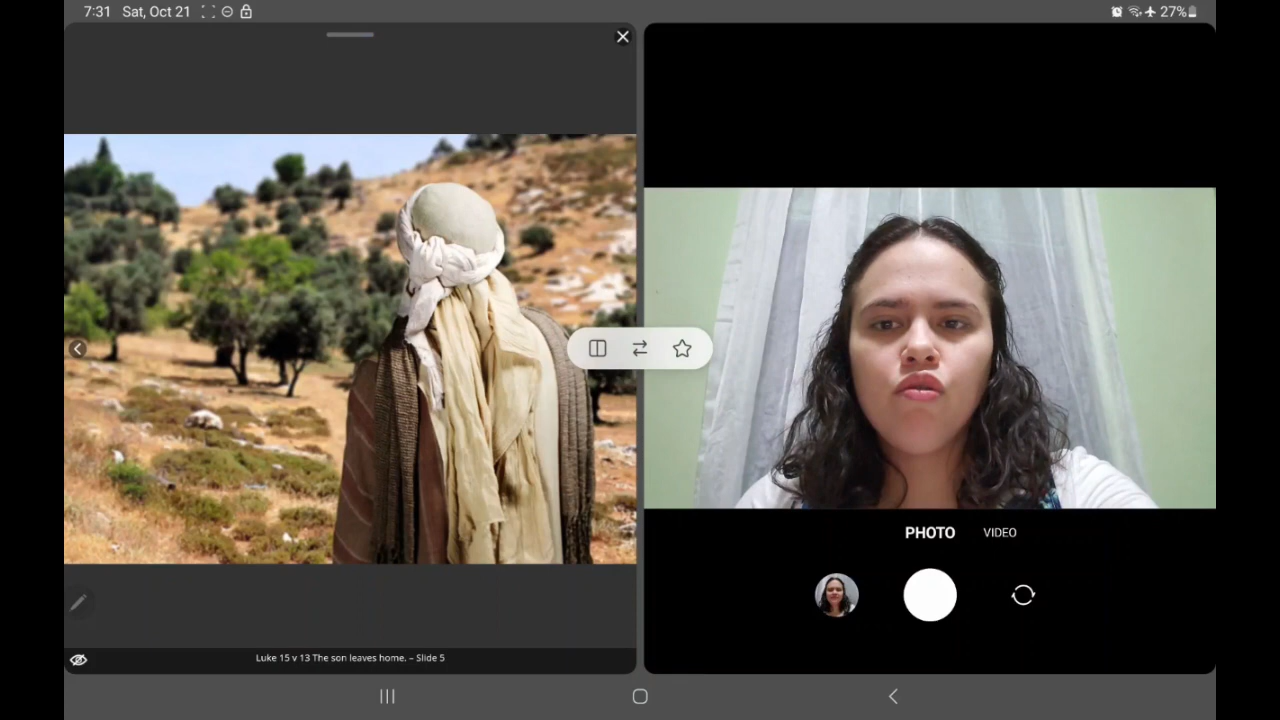 7:31 Sat, Oct 21
27%
Luke 15 v 13 The son leaves home. – Slide 5
PHOTO VIDEO